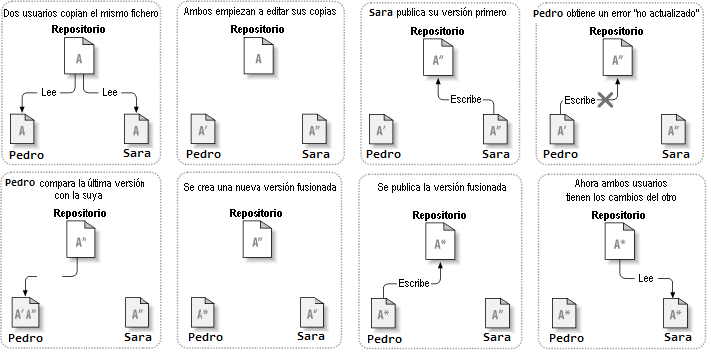 Dos usuarios copian el mismo fichero
Repositorio
A
Lee
Lee
A
A
Pedro
Sara
Ambos empiezan a editar sus copias
Repositorio
A
A'
A"
Pedro
Sara
Sara publica su versión primero
Repositorio
A"
Escribe
A'
A"
Pedro
Sara
Pedro obtiene un error "no actualizado"
Repositorio
A"
Escribe
A'
A"
Pedro
Sara
Pedro compara la última versión
con la suya
Repositorio
A"
A' A"
A"
Pedro
Sara
Se crea una nueva versión fusionada
Repositorio
A"
A*
A"
Pedro
Sara
Se publica la versión fusionada
Repositorio
A*
Escribe
A*
A"
Pedro
Sara
Ahora ambos usuarios
tienen los cambios del otro
Repositorio
A*
Lee
A*
A*
Pedro
Sara